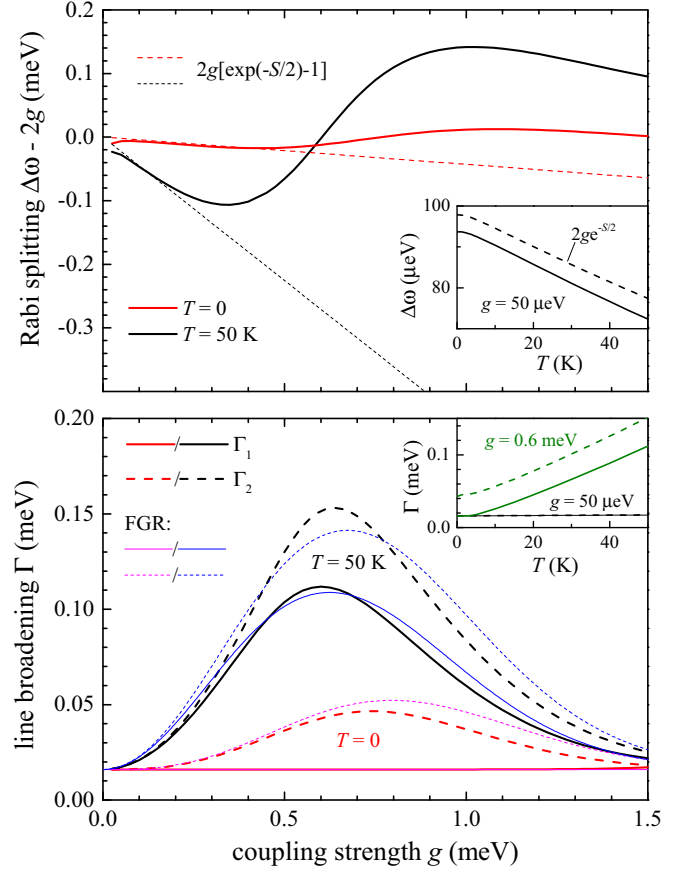 0.1
0.0
-0.1
-0.2
-0.3
Rabi splitting Δω - 2g (meV)
2g[exp(-S/2)-1]
T = 0
T = 50 K
100
80
Δω (μeV)
2ge^{-S/2}
g = 50 μeV
0 20 40
T (K)
0.20
0.15
0.10
0.05
0.00
line broadening Γ (meV)
/ Γ₁
/ Γ₂
FGR:
/
/
T = 50 K
T = 0
0.1
0.0
Γ (meV)
g = 0.6 meV
g = 50 μeV
0 20 40
T (K)
0.0 0.5 1.0 1.5
coupling strength g (meV)